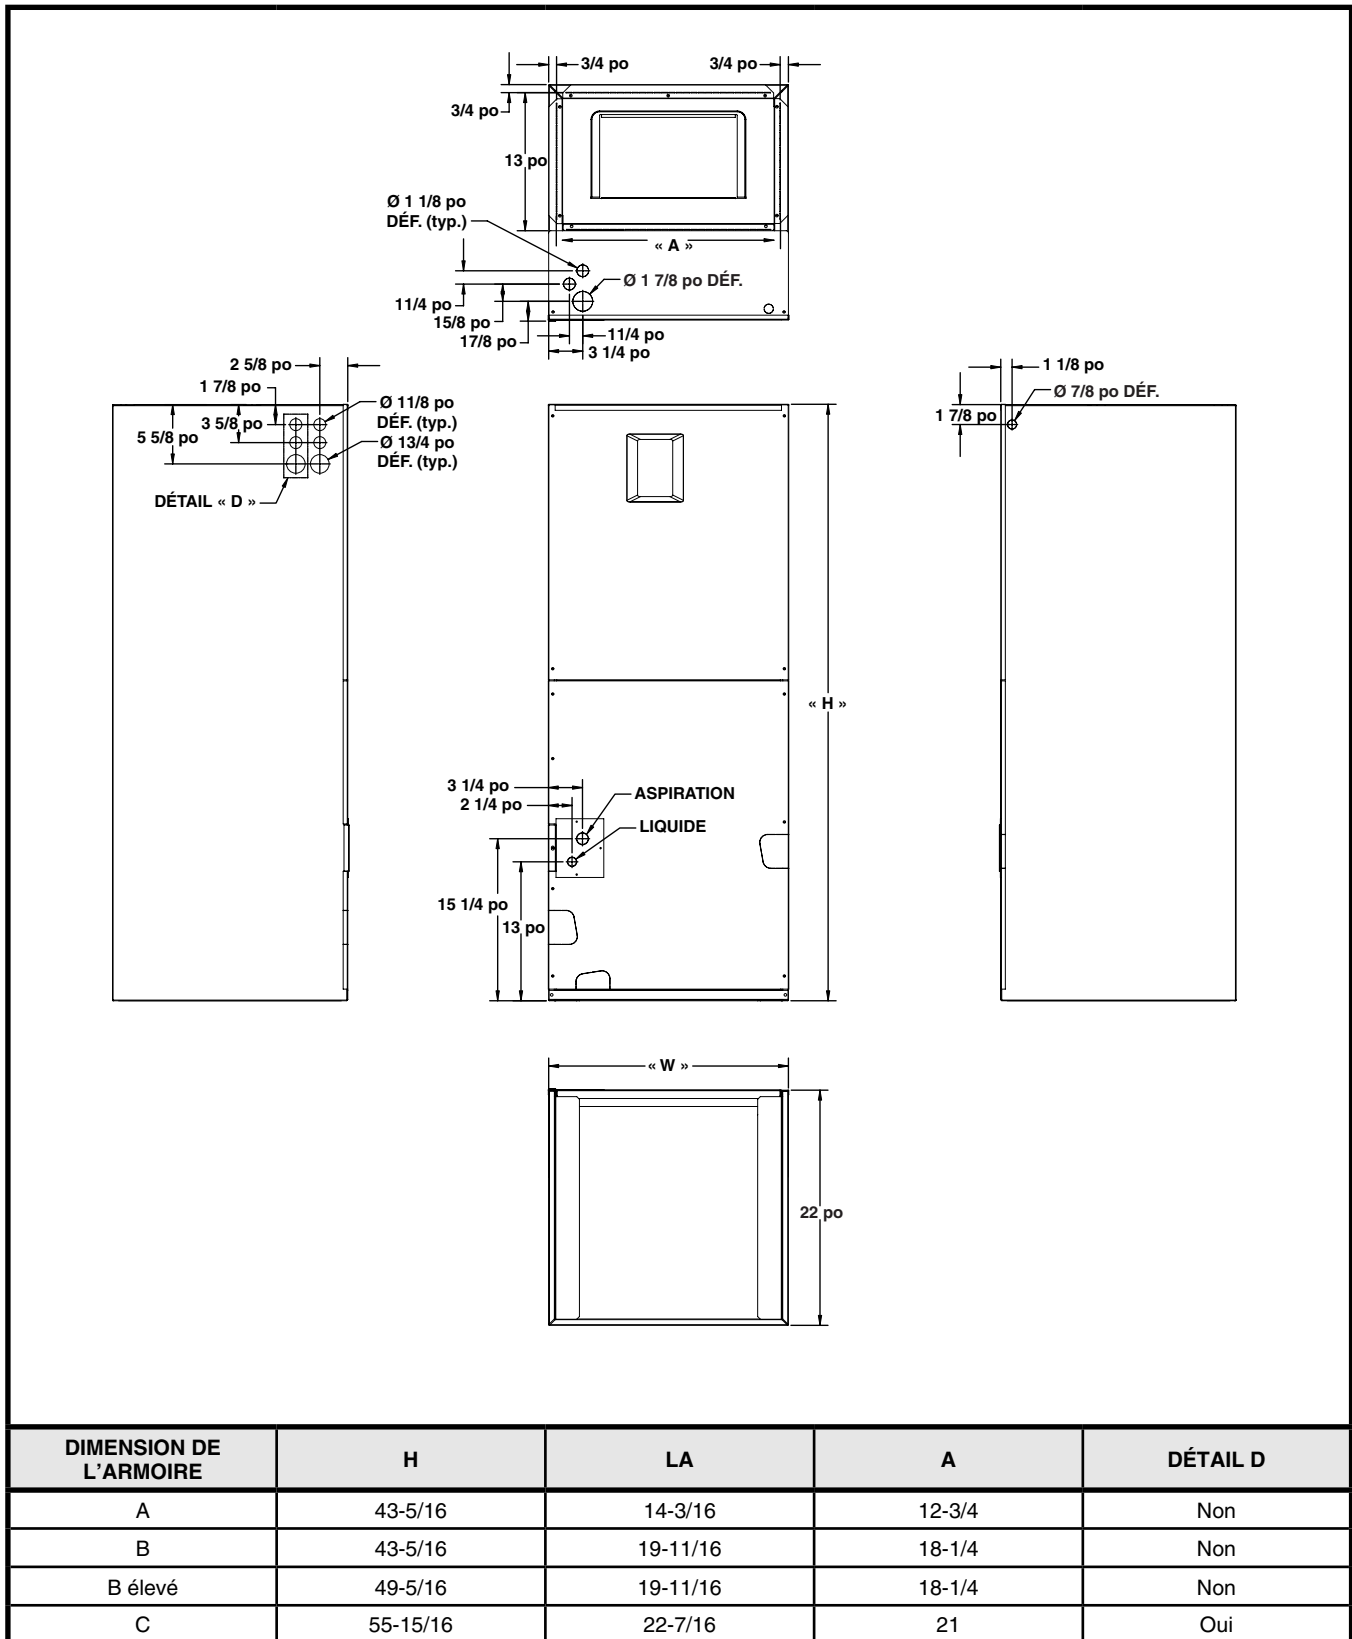 3/4 po 3/4 po
3/4 po
13 po
Ø 1 1/8 po
DÉF. (typ.)
« A »
Ø 1 7/8 po DÉF.
11/4 po
15/8 po
17/8 po
11/4 po
3 1/4 po
2 5/8 po
1 7/8 po
3 5/8 po
5 5/8 po
Ø 11/8 po
DÉF. (typ.)
Ø 13/4 po
DÉF. (typ.)
DÉTAIL « D »
1 1/8 po
Ø 7/8 po DÉF.
1 7/8 po
« H »
3 1/4 po
2 1/4 po
ASPIRATION
LIQUIDE
15 1/4 po
13 po
« W »
22 po
DIMENSION DE
L'ARMOIRE
H LA A DÉTAIL D
A 43-5/16 14-3/16 12-3/4 Non
B 43-5/16 19-11/16 18-1/4 Non
B élevé 49-5/16 19-11/16 18-1/4 Non
C 55-15/16 22-7/16 21 Oui